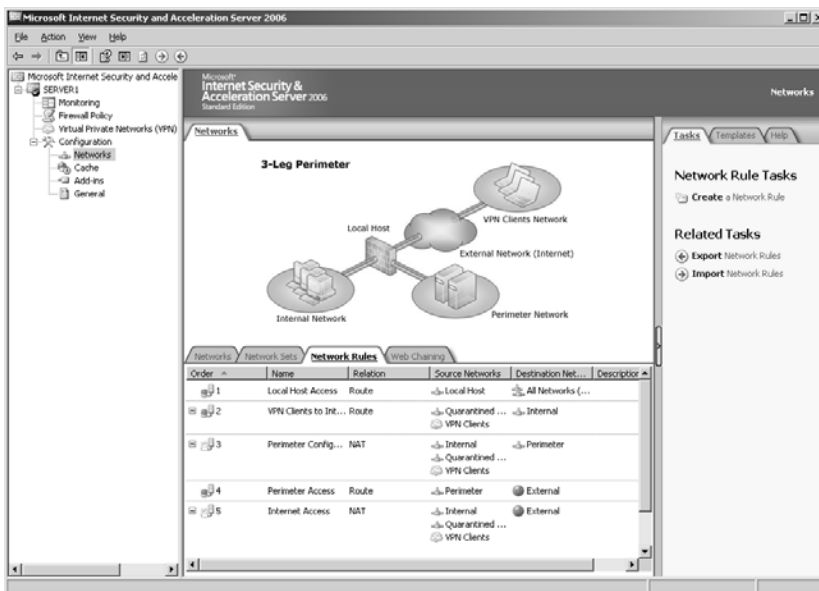 Microsoft Internet Security and Acceleration Server 2006
File Action View Help
Microsoft Internet Security and Accele
SERVER1
Monitoring
Firewall Policy
Virtual Private Networks (VPN)
Configuration
Networks
Cache
Add-ins
General
Microsoft
Internet Security &
Acceleration Server 2006
Standard Edition
Networks
Networks
3-Leg Perimeter
VPN Clients Network
Local Host
External Network (Internet)
Internal Network
Perimeter Network
Networks Network Sets Network Rules Web Chaining
Order Name Relation Source Networks Destination Net... Description
1 Local Host Access Route Local Host All Networks (...
2 VPN Clients to Int... Route Quarantined ... Internal
VPN Clients
3 Perimeter Config... NAT Internal Perimeter
Quarantined ...
VPN Clients
4 Perimeter Access Route Perimeter External
5 Internet Access NAT Internal External
Quarantined ...
VPN Clients
Tasks Templates Help
Network Rule Tasks
Create a Network Rule
Related Tasks
Export Network Rules
Import Network Rules